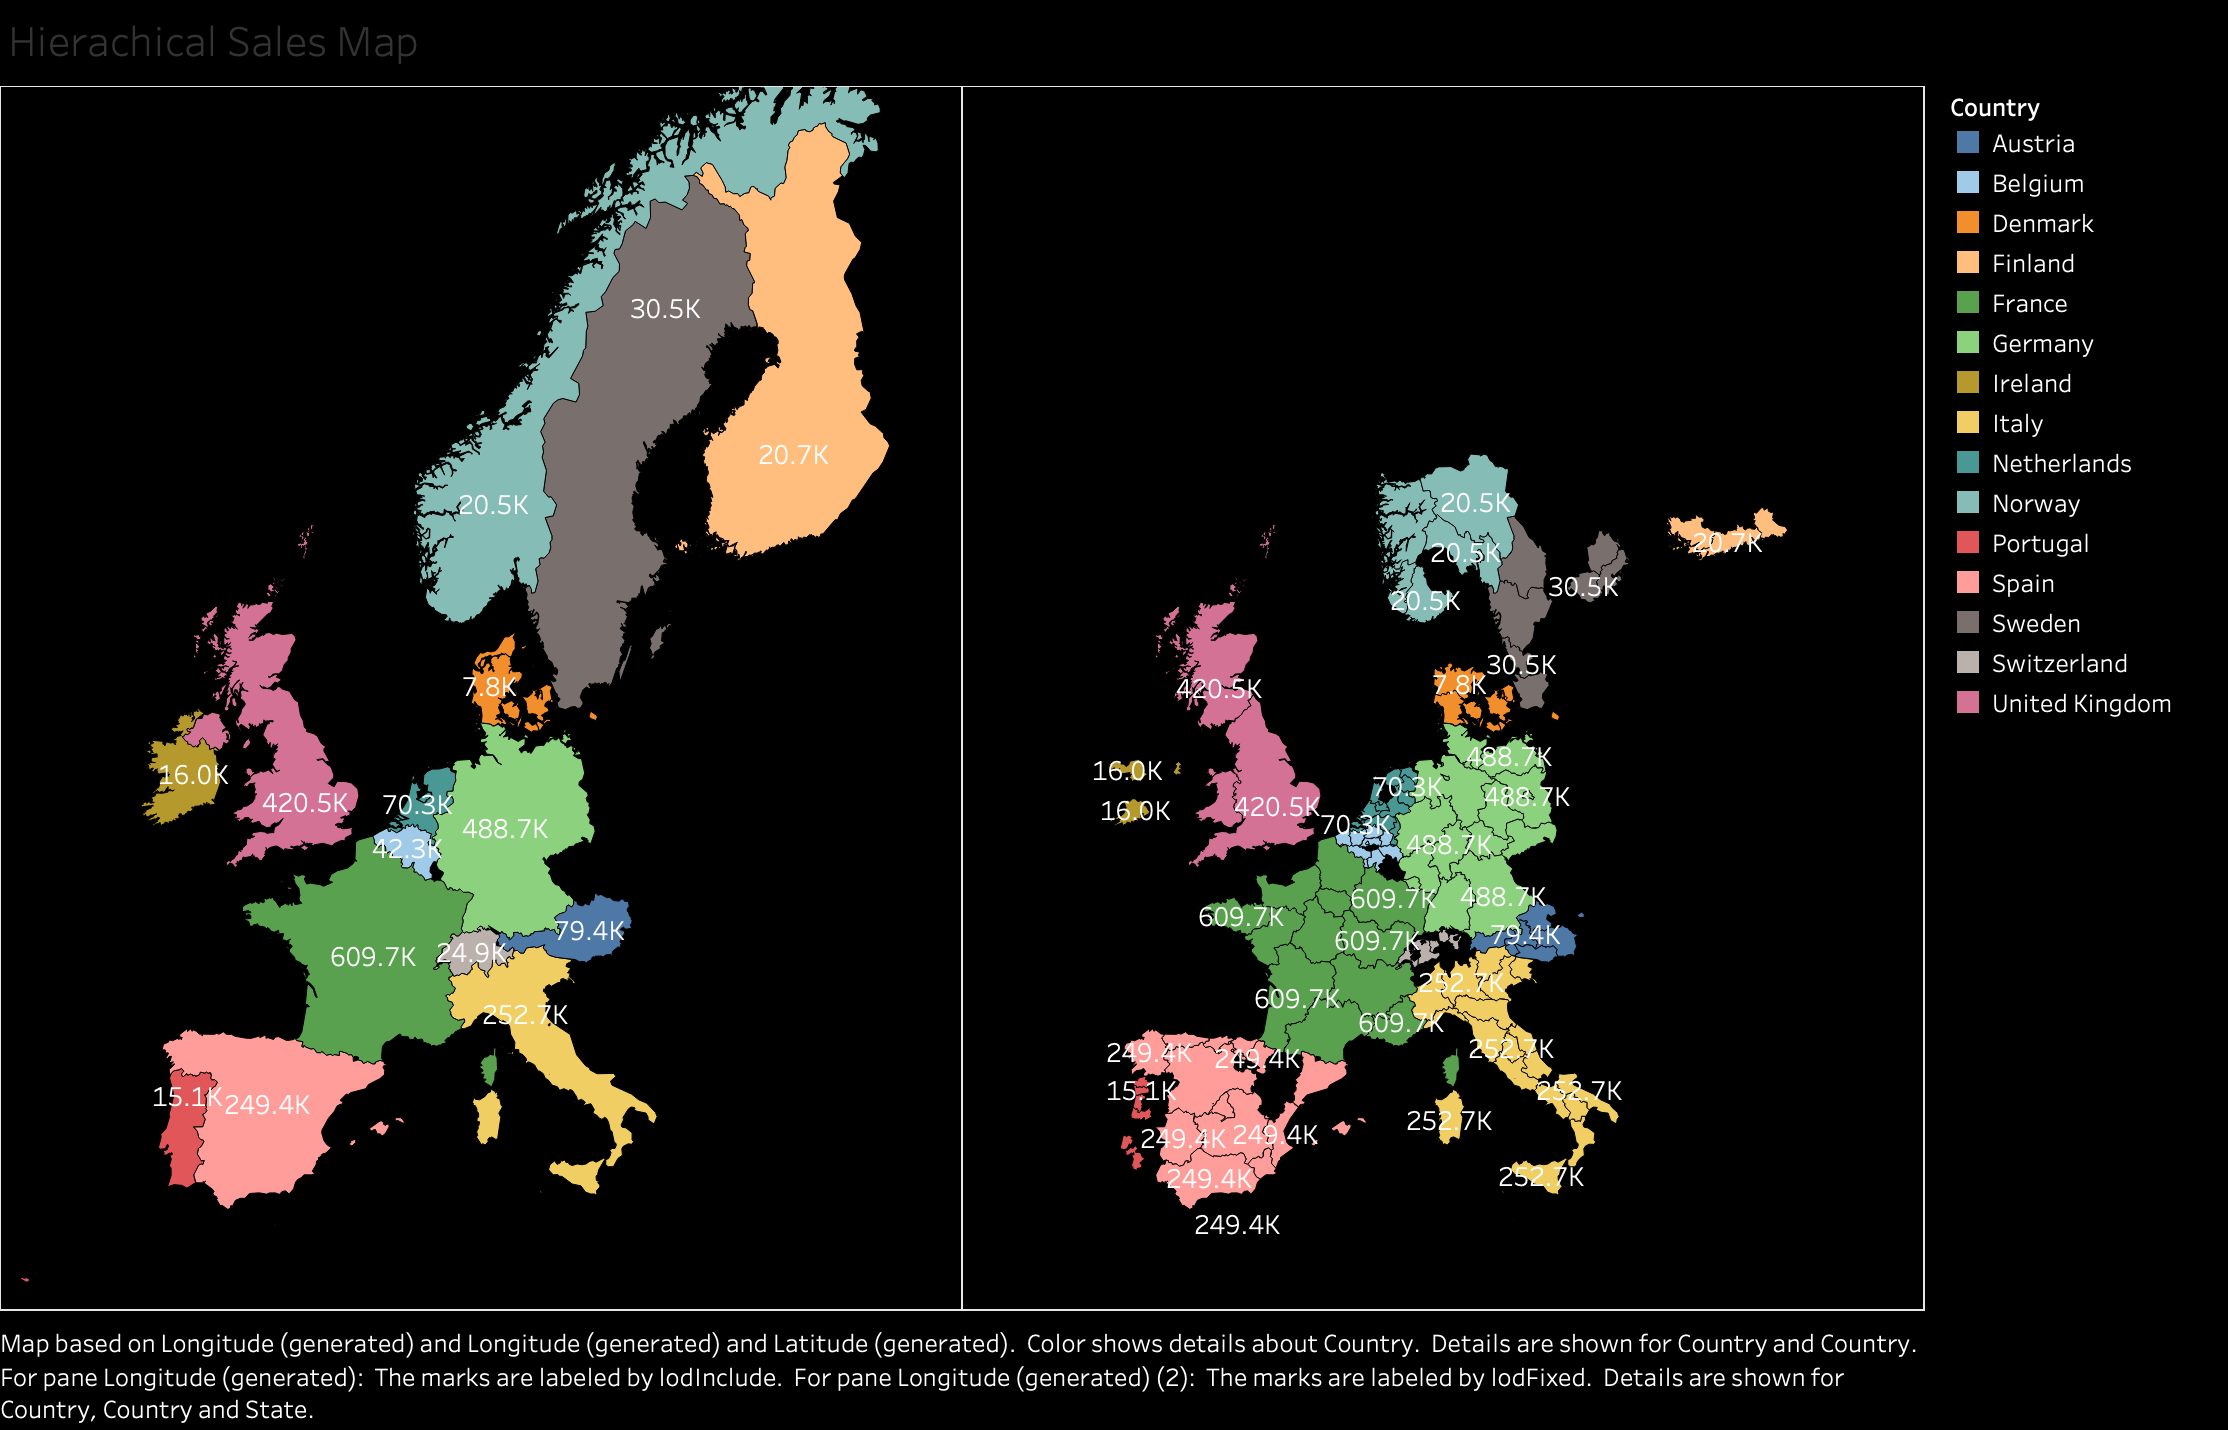 Hierachical Sales Map
Country
Austria
Belgium
Denmark
Finland
France
Germany
Ireland
Italy
Netherlands
Norway
Portugal
Spain
Sweden
Switzerland
United Kingdom
30.5K
20.7K
20.5K
7.8K
16.0K
420.5K
70.3K
488.7K
42.3K
79.4K
24.9K
609.7K
252.7K
15.1K
249.4K
20.5K
20.7K
20.5K
30.5K
20.5K
30.5K
7.8K
420.5K
488.7K
16.0K
70.3K
488.7K
16.0K
420.5K
70.3K
488.7K
609.7K
488.7K
609.7K
79.4K
609.7K
252.7K
609.7K
609.7K
249.4K
249.4K
252.7K
15.1K
252.7K
252.7K
249.4K
249.4K
249.4K
252.7K
249.4K
Map based on Longitude (generated) and Longitude (generated) and Latitude (generated).  Color shows details about Country.  Details are shown for Country and Country.
For pane Longitude (generated):  The marks are labeled by lodInclude.  For pane Longitude (generated) (2):  The marks are labeled by lodFixed.  Details are shown for
Country, Country and State.